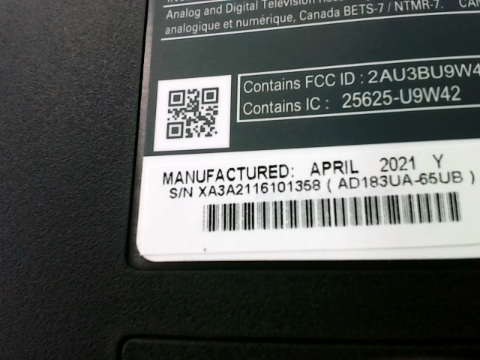 Analog and Digital Television
analogique et numérique, Canada BETS-7 / NTMR-7. CAN
Contains FCC ID : 2AU3BU9W4
Contains IC : 25625-U9W42
MANUFACTURED: APRIL 2021 Y
S/N XA3A2116101358 ( AD183UA-65UB )